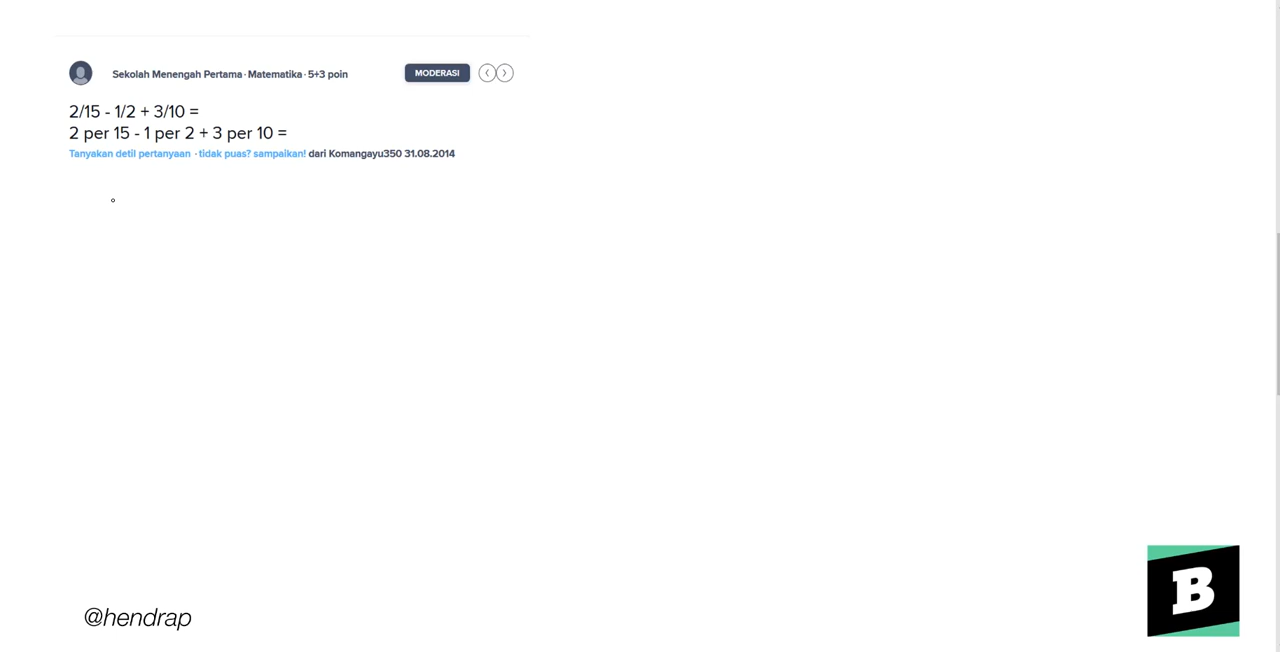 Sekolah Menengah Pertama · Matematika · 5+3 poin
MODERASI
2/15 - 1/2 + 3/10 =
2 per 15 - 1 per 2 + 3 per 10 =
Tanyakan detil pertanyaan · tidak puas? sampaikan! dari Komangayu350 31.08.2014
@hendrap
B